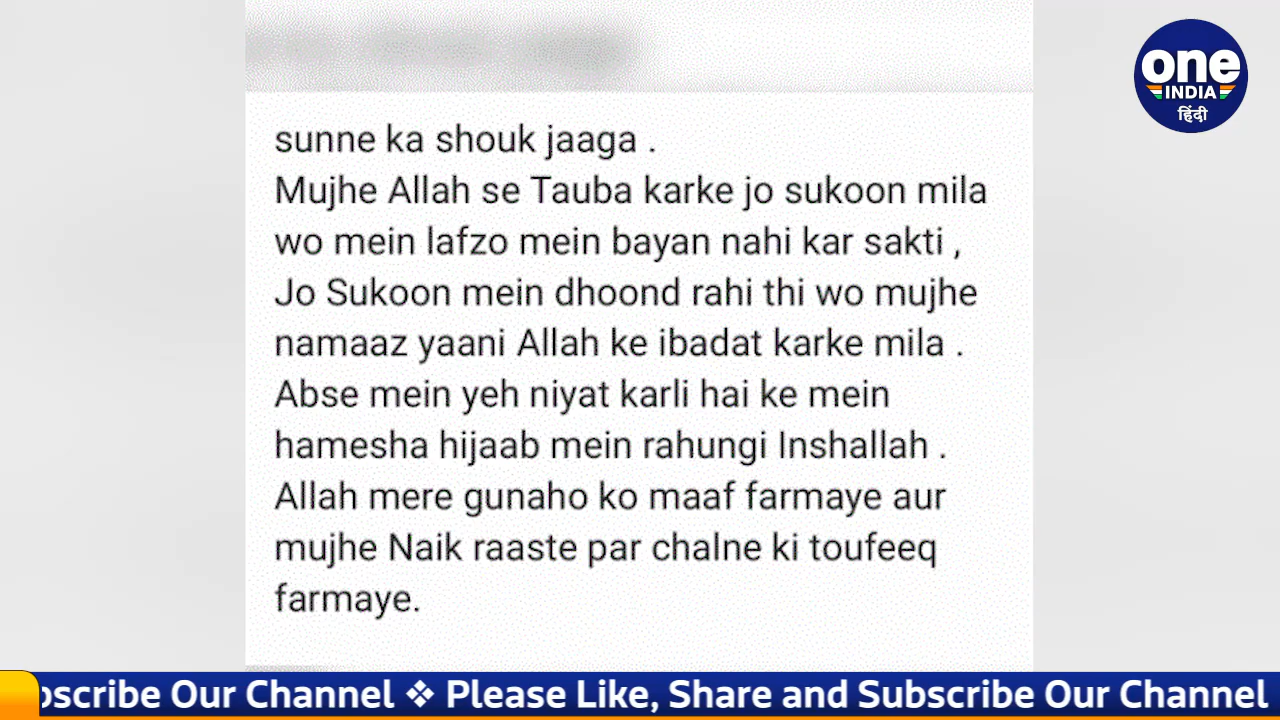 one
INDIA
हिंदी
sunne ka shouk jaaga .
Mujhe Allah se Tauba karke jo sukoon mila
wo mein lafzo mein bayan nahi kar sakti ,
Jo Sukoon mein dhoond rahi thi wo mujhe
namaaz yaani Allah ke ibadat karke mila .
Abse mein yeh niyat karli hai ke mein
hamesha hijaab mein rahungi Inshallah .
Allah mere gunaho ko maaf farmaye aur
mujhe Naik raaste par chalne ki toufeeq
farmaye.
bscribe Our Channel ❖ Please Like, Share and Subscribe Our Channel